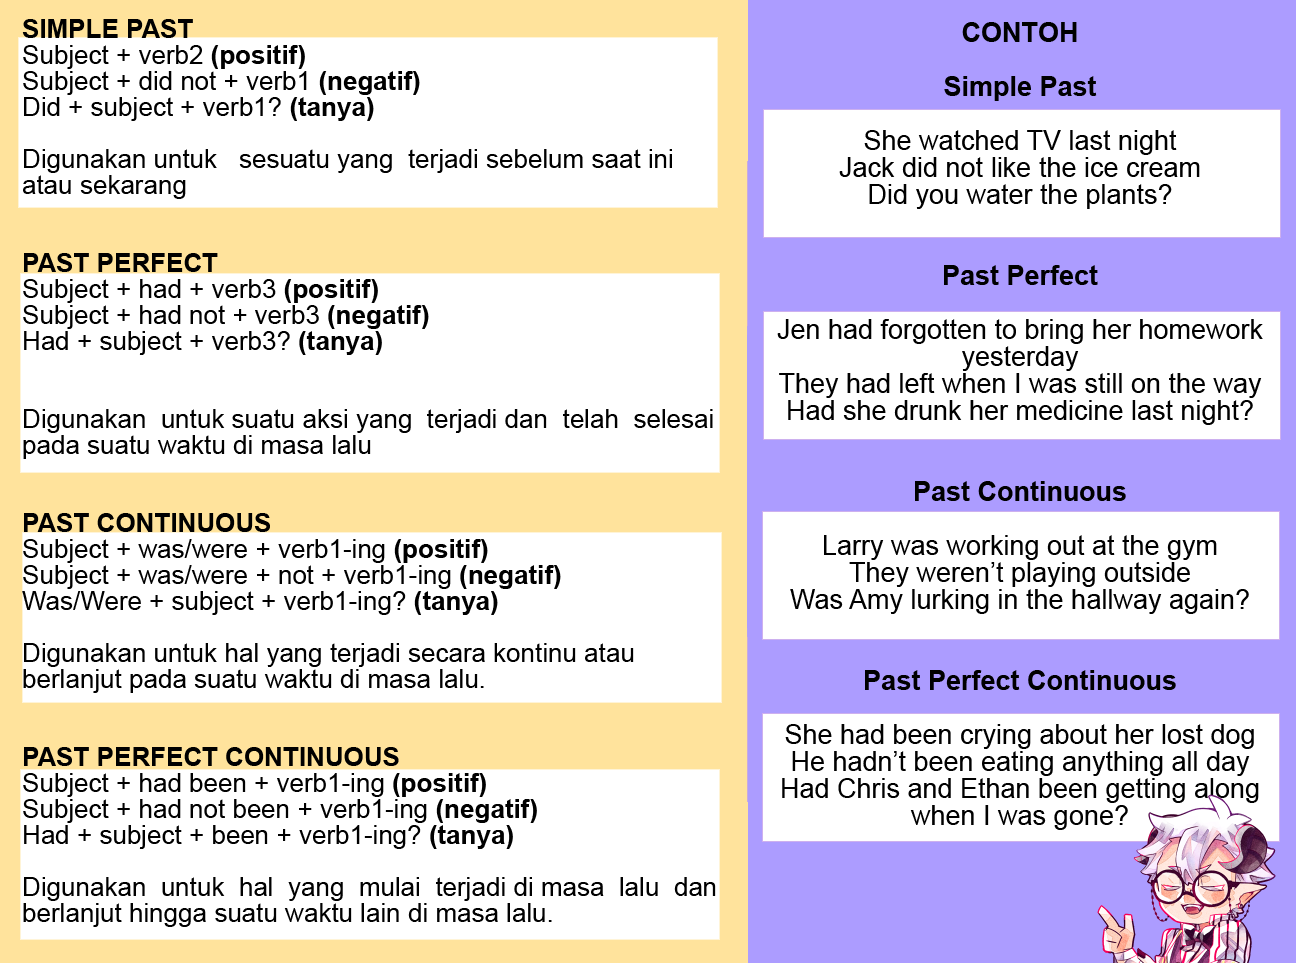 SIMPLE PAST
Subject + verb2 (positif)
Subject + did not + verb1 (negatif)
Did + subject + verb1? (tanya)
Digunakan untuk sesuatu yang terjadi sebelum saat ini
atau sekarang
PAST PERFECT
Subject + had + verb3 (positif)
Subject + had not + verb3 (negatif)
Had + subject + verb3? (tanya)
Digunakan untuk suatu aksi yang terjadi dan telah selesai
pada suatu waktu di masa lalu
PAST CONTINUOUS
Subject + was/were + verb1-ing (positif)
Subject + was/were + not + verb1-ing (negatif)
Was/Were + subject + verb1-ing? (tanya)
Digunakan untuk hal yang terjadi secara kontinu atau
berlanjut pada suatu waktu di masa lalu.
PAST PERFECT CONTINUOUS
Subject + had been + verb1-ing (positif)
Subject + had not been + verb1-ing (negatif)
Had + subject + been + verb1-ing? (tanya)
Digunakan untuk hal yang mulai terjadi di masa lalu dan
berlanjut hingga suatu waktu lain di masa lalu.
CONTOH
Simple Past
She watched TV last night
Jack did not like the ice cream
Did you water the plants?
Past Perfect
Jen had forgotten to bring her homework
yesterday
They had left when I was still on the way
Had she drunk her medicine last night?
Past Continuous
Larry was working out at the gym
They weren't playing outside
Was Amy lurking in the hallway again?
Past Perfect Continuous
She had been crying about her lost dog
He hadn't been eating anything all day
Had Chris and Ethan been getting along
when I was gone?